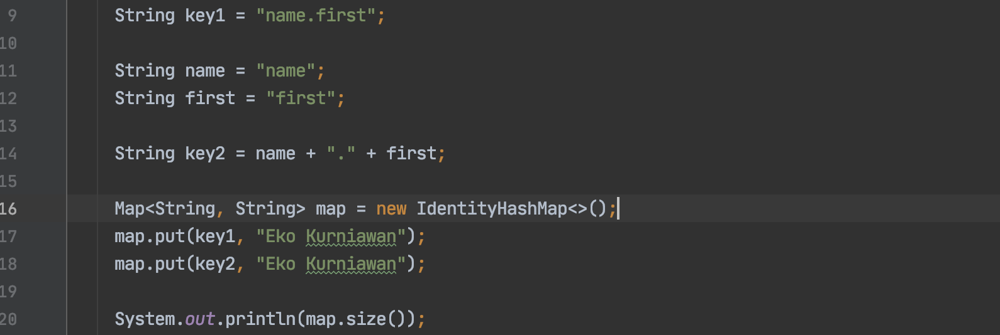 9 String key1 = "name.first";
10
11 String name = "name";
12 String first = "first";
13
14 String key2 = name + "." + first;
15
16 Map<String, String> map = new IdentityHashMap<>();
17 map.put(key1, "Eko Kurniawan");
18 map.put(key2, "Eko Kurniawan");
19
20 System.out.println(map.size());